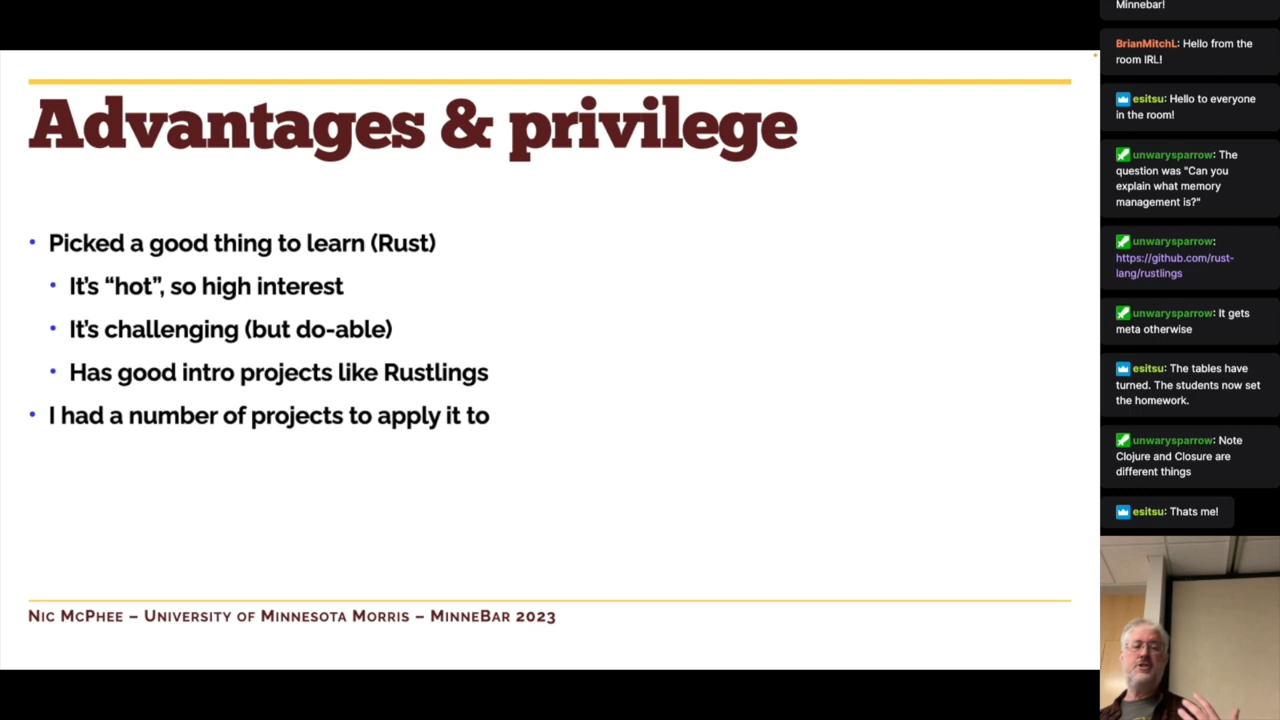 Advantages & privilege
• Picked a good thing to learn (Rust)
• It's “hot”, so high interest
• It's challenging (but do-able)
• Has good intro projects like Rustlings
• I had a number of projects to apply it to
Nic McPhee – University of Minnesota Morris – MinneBar 2023
Minnebar!
BrianMitchL: Hello from the
room IRL!
esitsu: Hello to everyone
in the room!
unwarysparrow: The
question was "Can you
explain what memory
management is?"
unwarysparrow:
https://github.com/rust-
lang/rustlings
unwarysparrow: It gets
meta otherwise
esitsu: The tables have
turned. The students now set
the homework.
unwarysparrow: Note
Clojure and Closure are
different things
esitsu: Thats me!